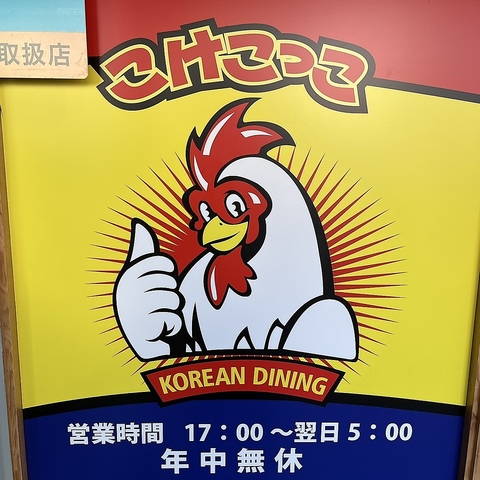 取扱店
こけこっこ
KOREAN DINING
営業時間 17：00 ～翌日 5：00
年中無休